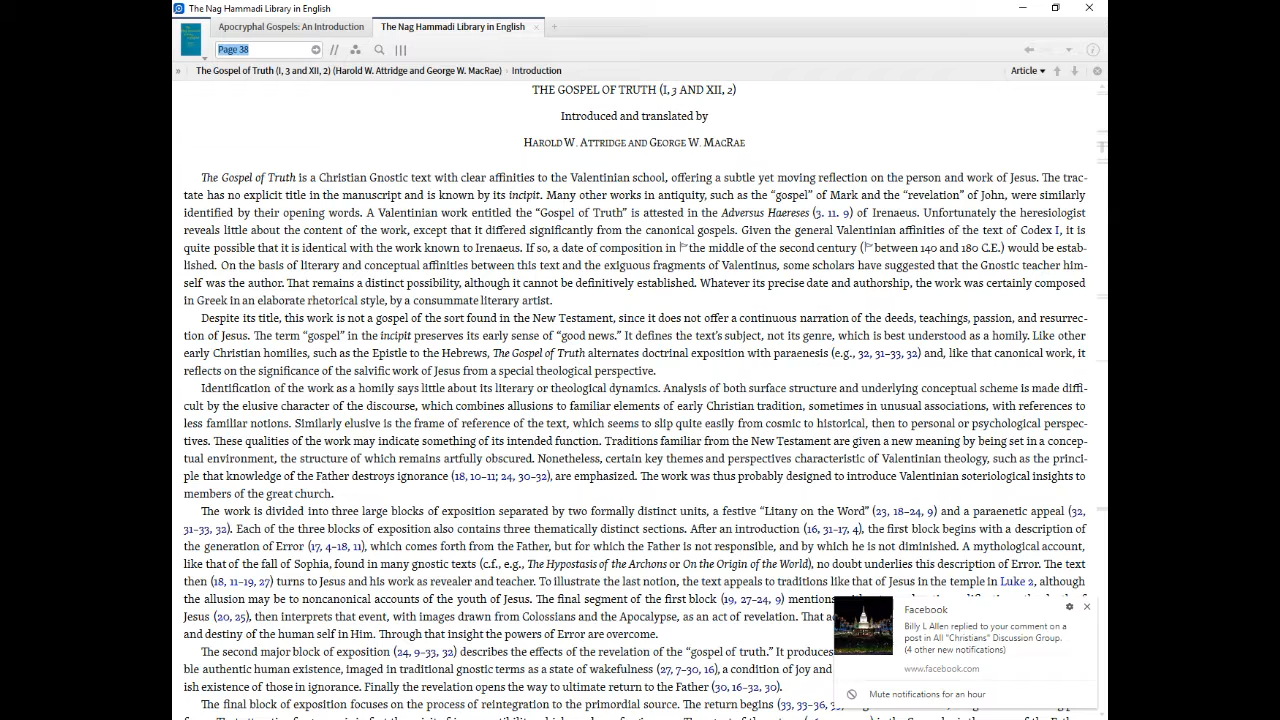 The Nag Hammadi Library in English
Apocryphal Gospels: An Introduction
The Nag Hammadi Library in English
Page 38
The Gospel of Truth (I, 3 and XII, 2) (Harold W. Attridge and George W. MacRae) › Introduction
Article
THE GOSPEL OF TRUTH (I, 3 AND XII, 2)
Introduced and translated by
HAROLD W. ATTRIDGE AND GEORGE W. MACRAE
The Gospel of Truth is a Christian Gnostic text with clear affinities to the Valentinian school, offering a subtle yet moving reflection on the person and work of Jesus. The trac-
tate has no explicit title in the manuscript and is known by its incipit. Many other works in antiquity, such as the “gospel” of Mark and the “revelation” of John, were similarly
identified by their opening words. A Valentinian work entitled the “Gospel of Truth” is attested in the Adversus Haereses (3. 11. 9) of Irenaeus. Unfortunately the heresiologist
reveals little about the content of the work, except that it differed significantly from the canonical gospels. Given the general Valentinian affinities of the text of Codex I, it is
quite possible that it is identical with the work known to Irenaeus. If so, a date of composition in the middle of the second century (between 140 and 180 C.E.) would be estab-
lished. On the basis of literary and conceptual affinities between this text and the exiguous fragments of Valentinus, some scholars have suggested that the Gnostic teacher him-
self was the author. That remains a distinct possibility, although it cannot be definitively established. Whatever its precise date and authorship, the work was certainly composed
in Greek in an elaborate rhetorical style, by a consummate literary artist.
Despite its title, this work is not a gospel of the sort found in the New Testament, since it does not offer a continuous narration of the deeds, teachings, passion, and resurrec-
tion of Jesus. The term “gospel” in the incipit preserves its early sense of “good news.” It defines the text’s subject, not its genre, which is best understood as a homily. Like other
early Christian homilies, such as the Epistle to the Hebrews, The Gospel of Truth alternates doctrinal exposition with paraenesis (e.g., 32, 31–33, 32) and, like that canonical work, it
reflects on the significance of the salvific work of Jesus from a special theological perspective.
Identification of the work as a homily says little about its literary or theological dynamics. Analysis of both surface structure and underlying conceptual scheme is made diffi-
cult by the elusive character of the discourse, which combines allusions to familiar elements of early Christian tradition, sometimes in unusual associations, with references to
less familiar notions. Similarly elusive is the frame of reference of the text, which seems to slip quite easily from cosmic to historical, then to personal or psychological perspec-
tives. These qualities of the work may indicate something of its intended function. Traditions familiar from the New Testament are given a new meaning by being set in a concep-
tual environment, the structure of which remains artfully obscured. Nonetheless, certain key themes and perspectives characteristic of Valentinian theology, such as the princi-
ple that knowledge of the Father destroys ignorance (18, 10–11; 24, 30–32), are emphasized. The work was thus probably designed to introduce Valentinian soteriological insights to
members of the great church.
The work is divided into three large blocks of exposition separated by two formally distinct units, a festive “Litany on the Word” (23, 18–24, 9) and a paraenetic appeal (32,
31–33, 32). Each of the three blocks of exposition also contains three thematically distinct sections. After an introduction (16, 31–17, 4), the first block begins with a description of
the generation of Error (17, 4–18, 11), which comes forth from the Father, but for which the Father is not responsible, and by which he is not diminished. A mythological account,
like that of the fall of Sophia, found in many gnostic texts (c.f., e.g., The Hypostasis of the Archons or On the Origin of the World), no doubt underlies this description of Error. The text
then (18, 11–19, 27) turns to Jesus and his work as revealer and teacher. To illustrate the last notion, the text appeals to traditions like that of Jesus in the temple in Luke 2, although
the allusion may be to noncanonical accounts of the youth of Jesus. The final segment of the first block (19, 27–24, 9) mentions
Jesus (20, 25), then interprets that event, with images drawn from Colossians and the Apocalypse, as an act of revelation. That
and destiny of the human self in Him. Through that insight the powers of Error are overcome.
The second major block of exposition (24, 9–33, 32) describes the effects of the revelation of the “gospel of truth.” It produces
ble authentic human existence, imaged in traditional gnostic terms as a state of wakefulness (27, 7–30, 16), a condition of joy and
ish existence of those in ignorance. Finally the revelation opens the way to ultimate return to the Father (30, 16–32, 30).
The final block of exposition focuses on the process of reintegration to the primordial source. The return begins (33, 33–36,
Facebook
Billy L Allen replied to your comment on a
post in All "Christians" Discussion Group.
(4 other new notifications)
www.facebook.com
Mute notifications for an hour